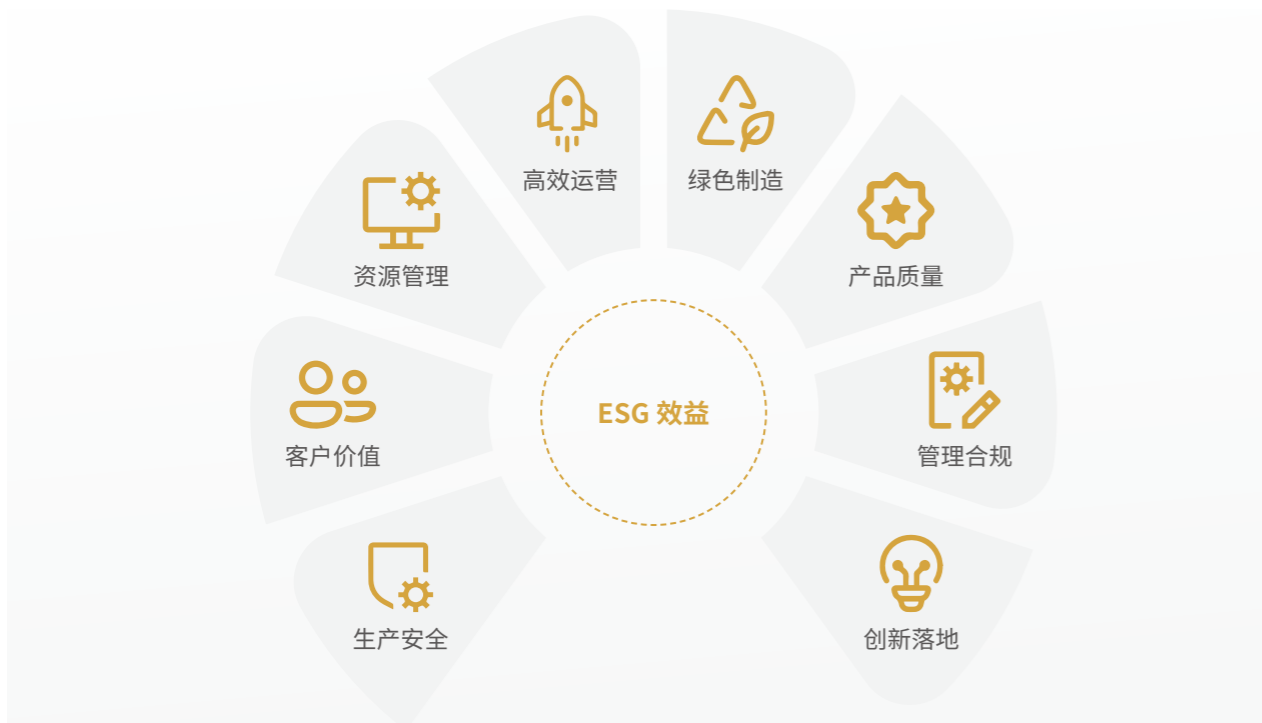 高效运营
绿色制造
资源管理
产品质量
客户价值
ESG 效益
管理合规
生产安全
创新落地